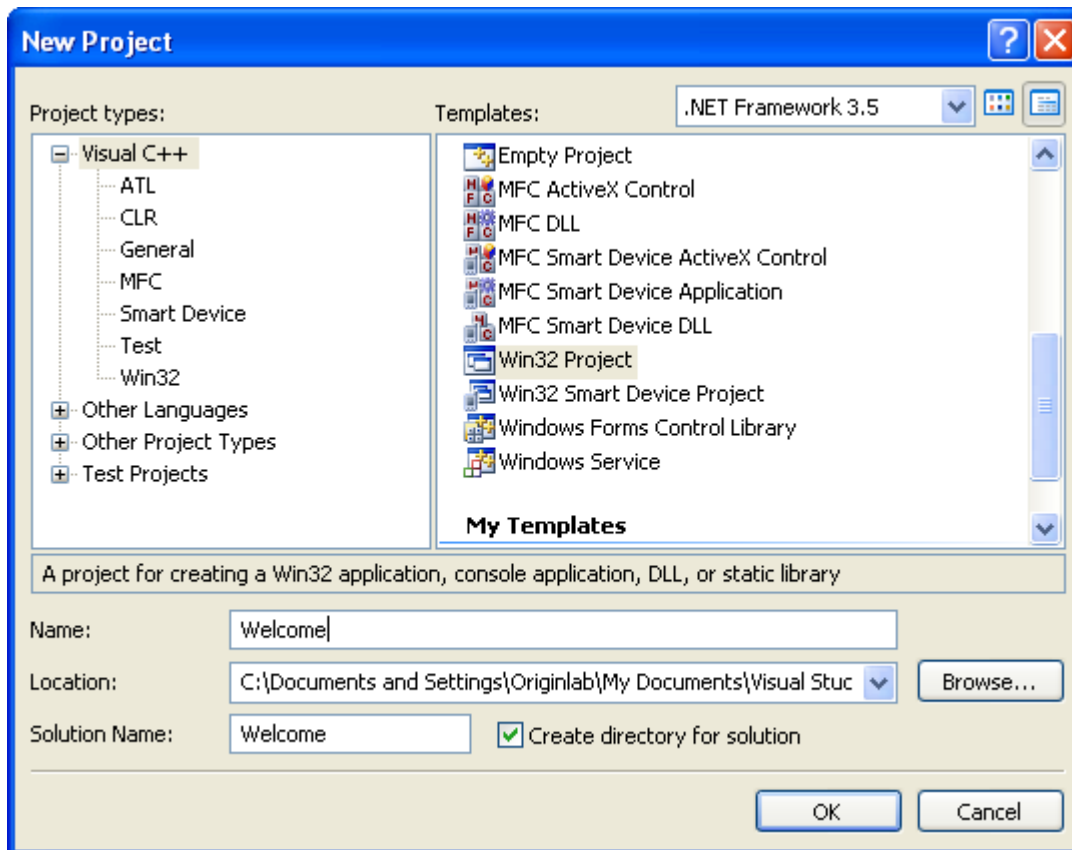 New Project
Project types:
Templates:
.NET Framework 3.5
Visual C++
ATL
CLR
General
MFC
Smart Device
Test
Win32
Other Languages
Other Project Types
Test Projects
Empty Project
MFC ActiveX Control
MFC DLL
MFC Smart Device ActiveX Control
MFC Smart Device Application
MFC Smart Device DLL
Win32 Project
Win32 Smart Device Project
Windows Forms Control Library
Windows Service
My Templates
A project for creating a Win32 application, console application, DLL, or static library
Name:
Welcome
Location:
C:\Documents and Settings\Originlab\My Documents\Visual Stuc
Browse...
Solution Name:
Welcome
Create directory for solution
OK
Cancel